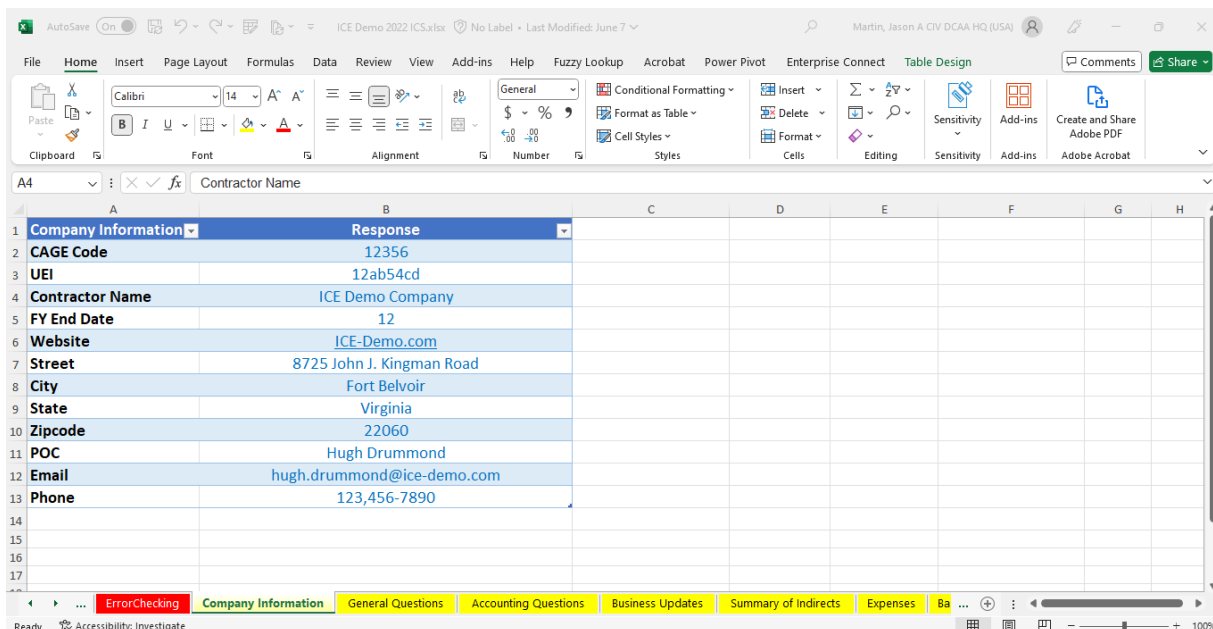 AutoSave On ICE Demo 2022 ICS.xlsx No Label • Last Modified: June 7 Martin, Jason A CIV DCAA HQ (USA)
File Home Insert Page Layout Formulas Data Review View Add-ins Help Fuzzy Lookup Acrobat Power Pivot Enterprise Connect Table Design Comments Share
Paste Calibri 14 A^ A˅ ab General Conditional Formatting Insert Σ
B I U A $ % 9 Format as Table Delete Sensitivity Add-ins Create and Share
Cell Styles Format Adobe PDF
Clipboard Font Alignment Number Styles Cells Editing Sensitivity Add-ins Adobe Acrobat
A4 fx Contractor Name
A B C D E F G H
1 Company Information Response
2 CAGE Code 12356
3 UEI 12ab54cd
4 Contractor Name ICE Demo Company
5 FY End Date 12
6 Website ICE-Demo.com
7 Street 8725 John J. Kingman Road
8 City Fort Belvoir
9 State Virginia
10 Zipcode 22060
11 POC Hugh Drummond
12 Email hugh.drummond@ice-demo.com
13 Phone 123,456-7890
14
15
16
17
... ErrorChecking Company Information General Questions Accounting Questions Business Updates Summary of Indirects Expenses Ba ...
Ready Accessibility: Investigate 100%